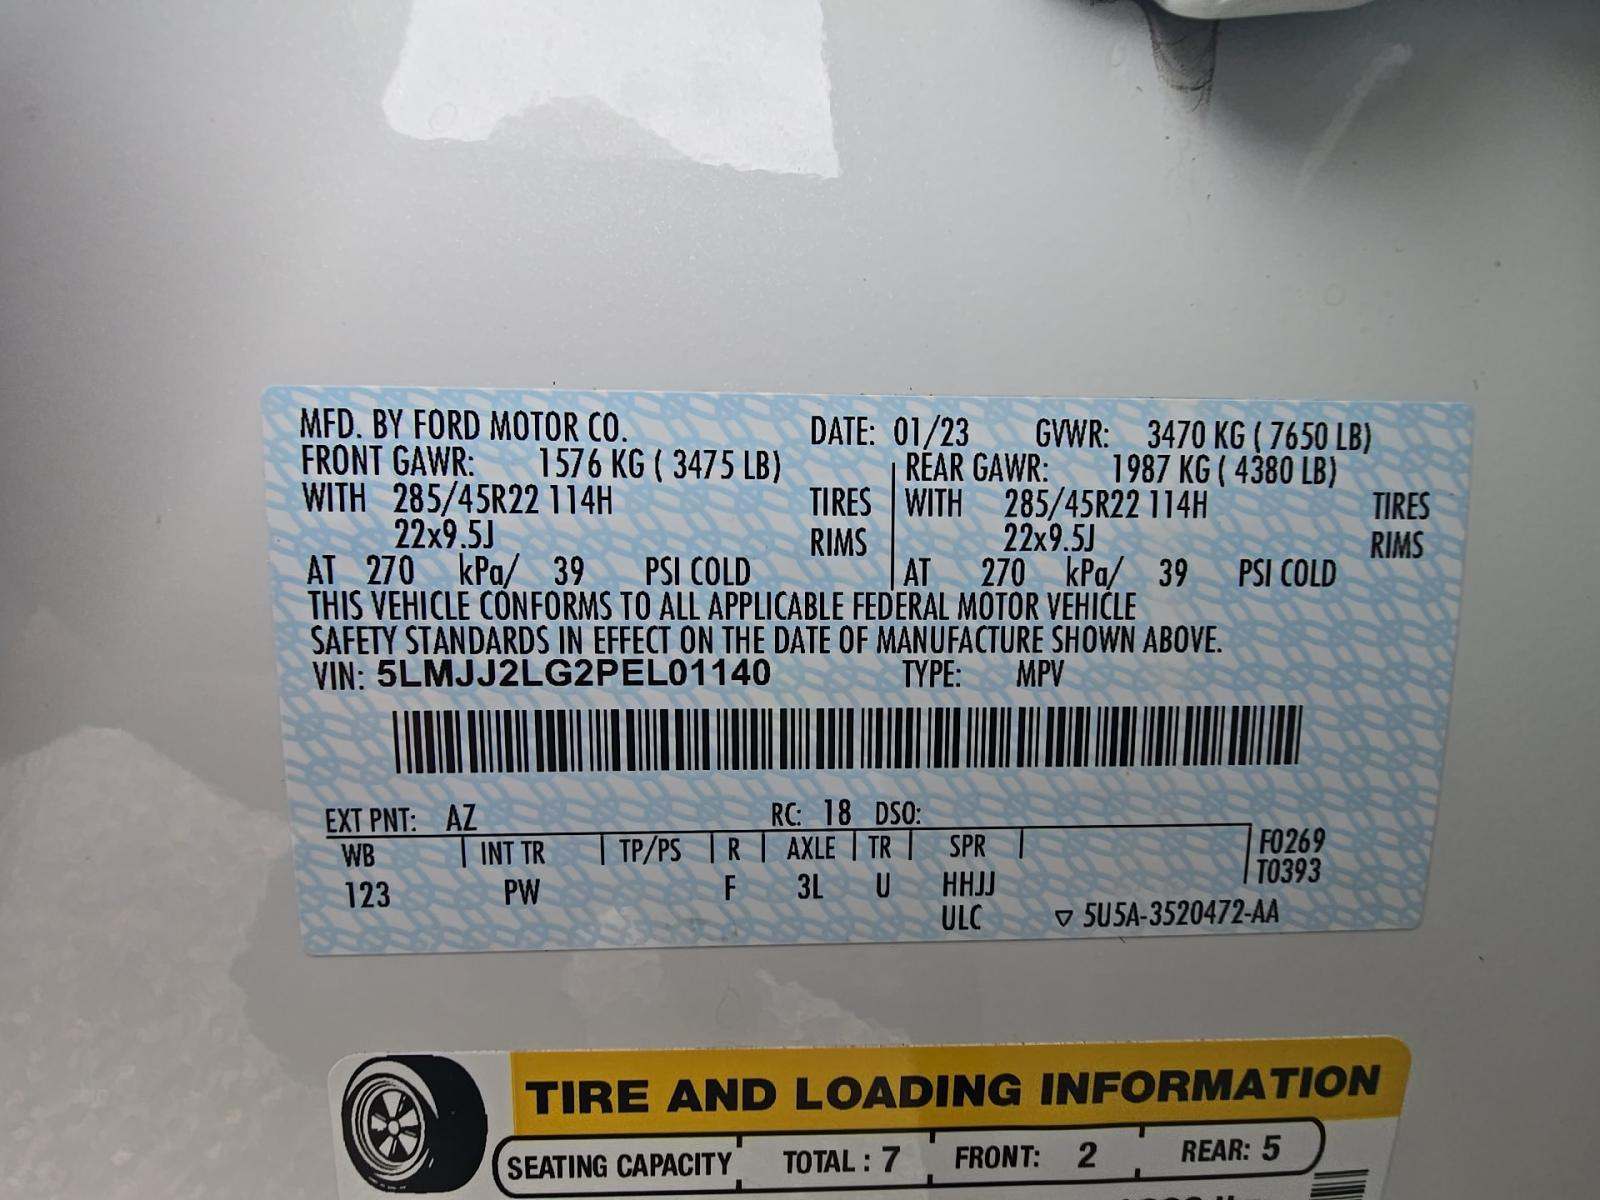 MFD. BY FORD MOTOR CO. DATE: 01/23 GVWR: 3470 KG ( 7650 LB)
FRONT GAWR: 1576 KG ( 3475 LB) REAR GAWR: 1987 KG ( 4380 LB)
WITH 285/45R22 114H TIRES WITH 285/45R22 114H TIRES
22x9.5J RIMS 22x9.5J RIMS
AT 270 kPa/ 39 PSI COLD AT 270 kPa/ 39 PSI COLD
THIS VEHICLE CONFORMS TO ALL APPLICABLE FEDERAL MOTOR VEHICLE
SAFETY STANDARDS IN EFFECT ON THE DATE OF MANUFACTURE SHOWN ABOVE.
VIN: 5LMJJ2LG2PEL01140 TYPE: MPV
EXT PNT: AZ RC: 18 DSO:
WB INT TR TP/PS R AXLE TR SPR F0269
T0393
123 PW F 3L U HHJJ
ULC ▽ 5U5A-3520472-AA
TIRE AND LOADING INFORMATION
SEATING CAPACITY TOTAL : 7 FRONT: 2 REAR: 5